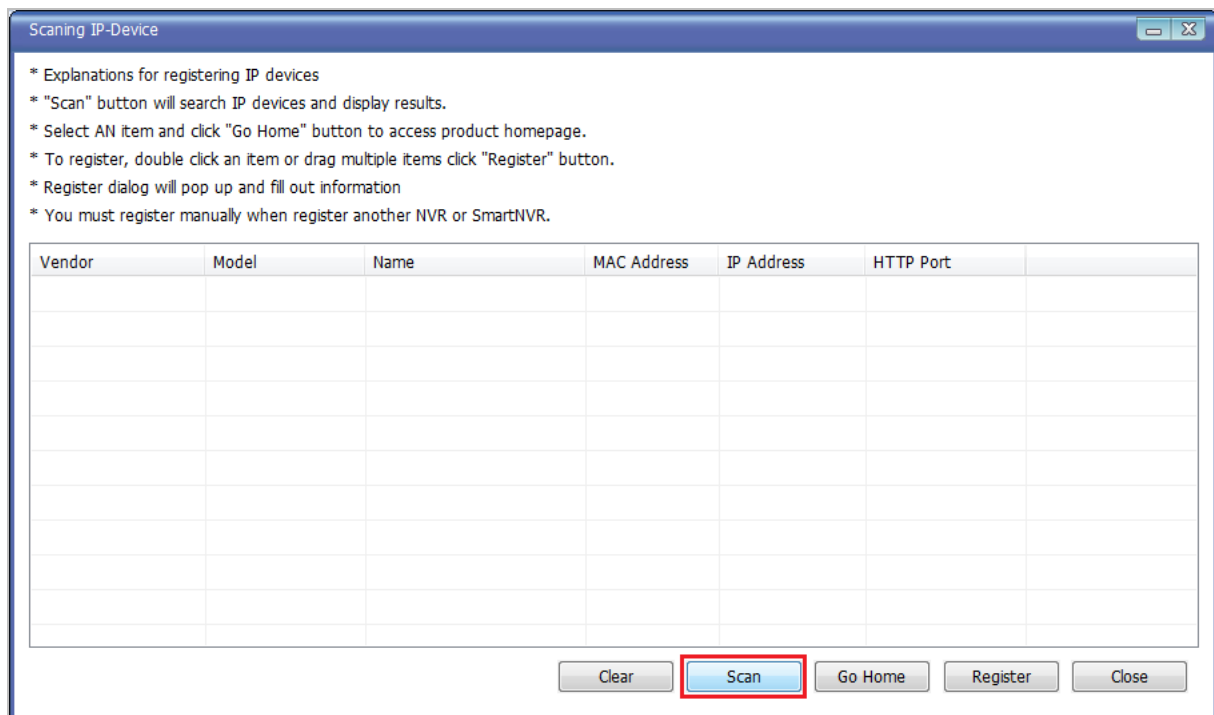 Scaning IP-Device
* Explanations for registering IP devices
* "Scan" button will search IP devices and display results.
* Select AN item and click "Go Home" button to access product homepage.
* To register, double click an item or drag multiple items click "Register" button.
* Register dialog will pop up and fill out information
* You must register manually when register another NVR or SmartNVR.
Vendor Model Name MAC Address IP Address HTTP Port
Clear Scan Go Home Register Close